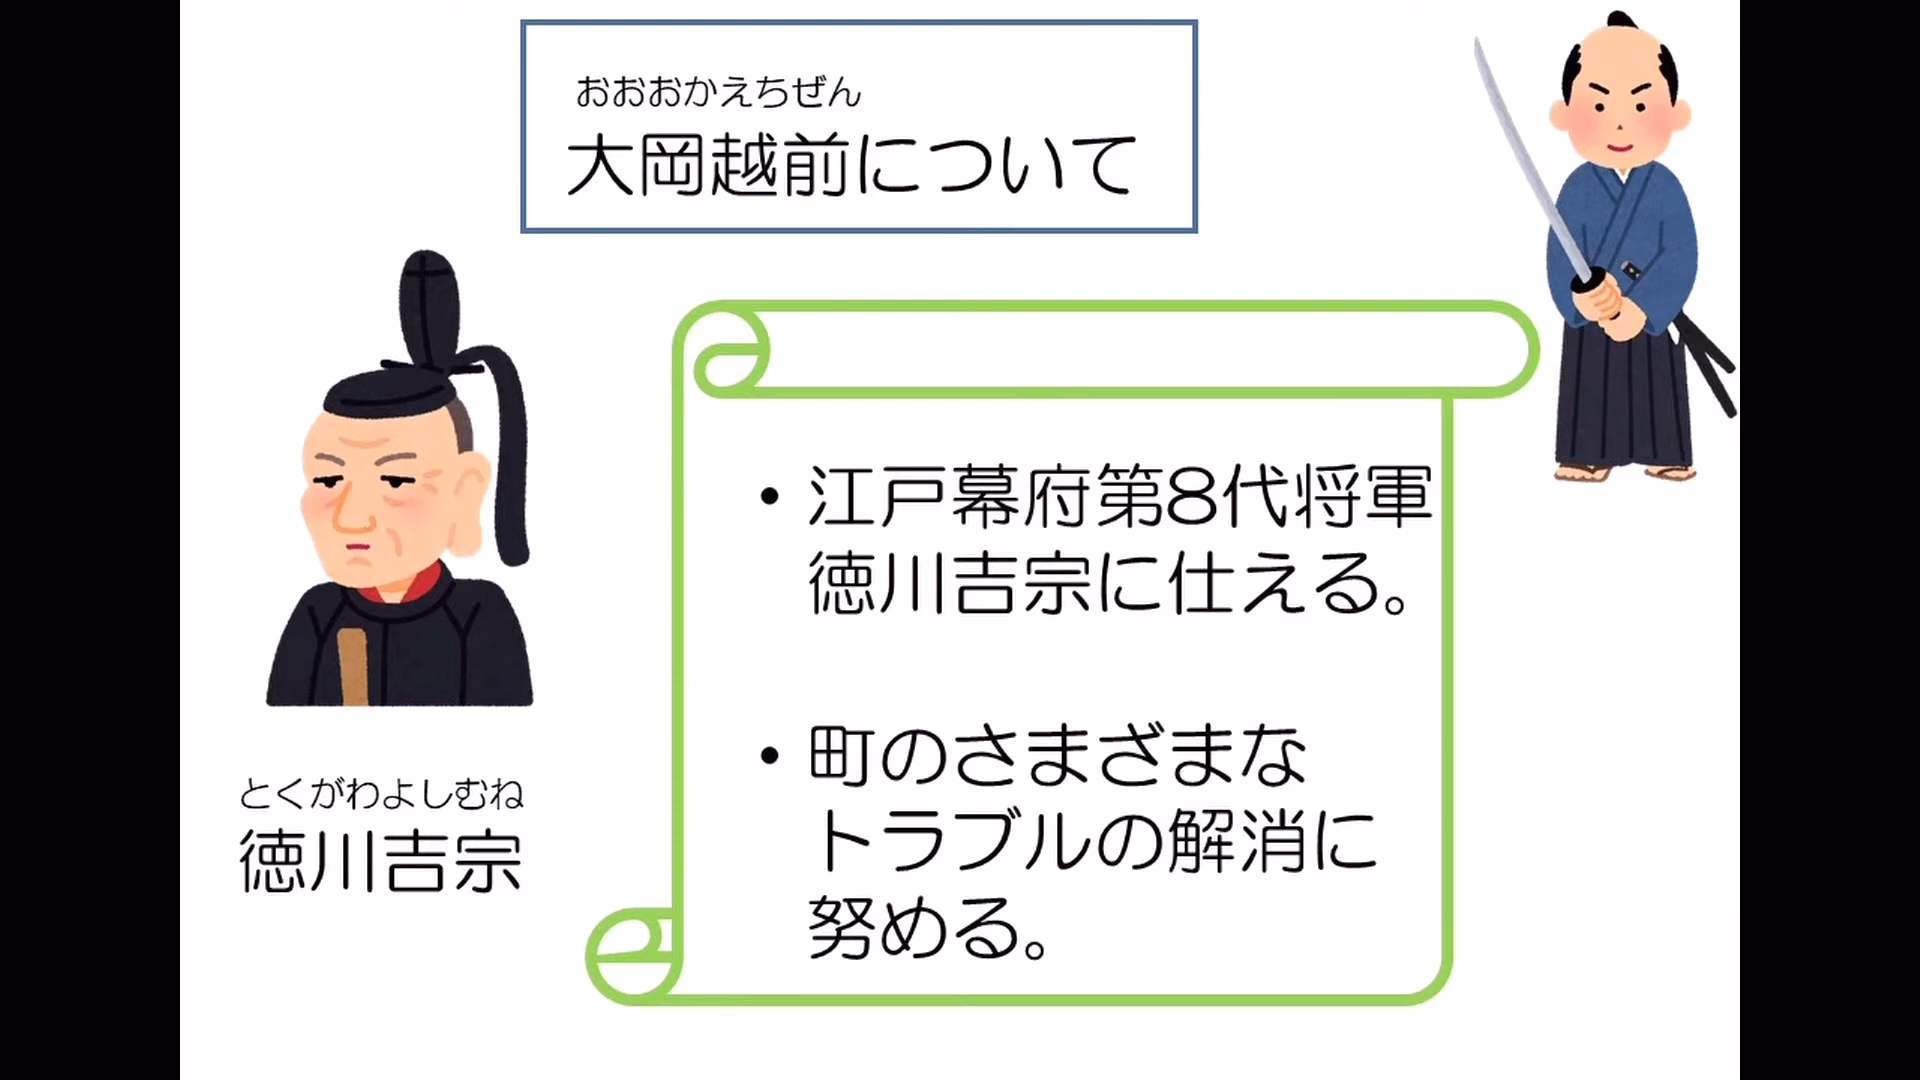 おおおかえちぜん
大岡越前について
・江戸幕府第8代将軍
徳川吉宗に仕える。
・町のさまざまな
トラブルの解消に
努める。
とくがわよしむね
徳川吉宗